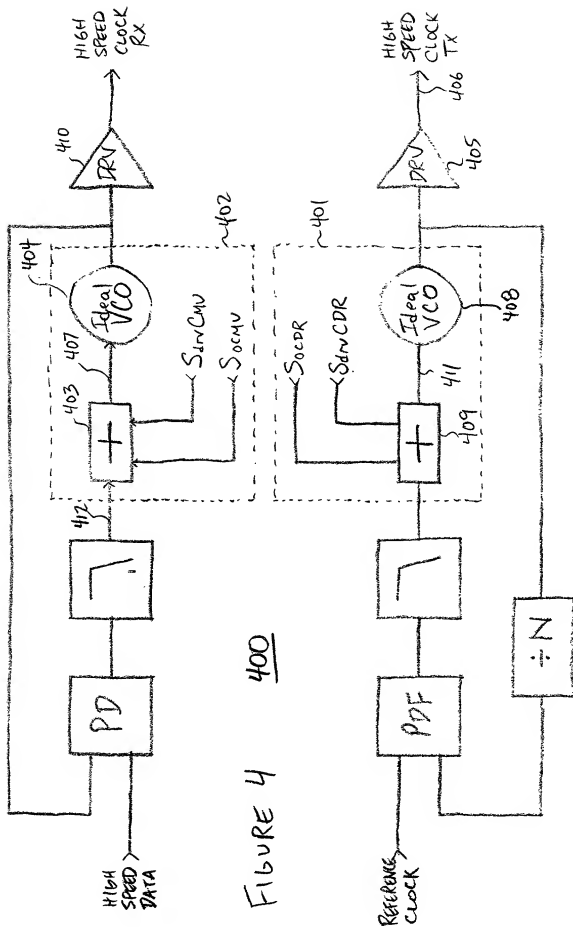 HIGH
SPEED
DATA
PD
412
403
+
407
404
Ideal
VCO
410
DRV
HIGH
SPEED
CLOCK
RX
SdrvCMU
SoCMU
402
FIGURE 4
400
SoCDR
SdrvCDR
401
REFERENCE
CLOCK
PDF
+
409
411
Ideal
VCO
408
DRV
405
406
HIGH
SPEED
CLOCK
TX
÷N